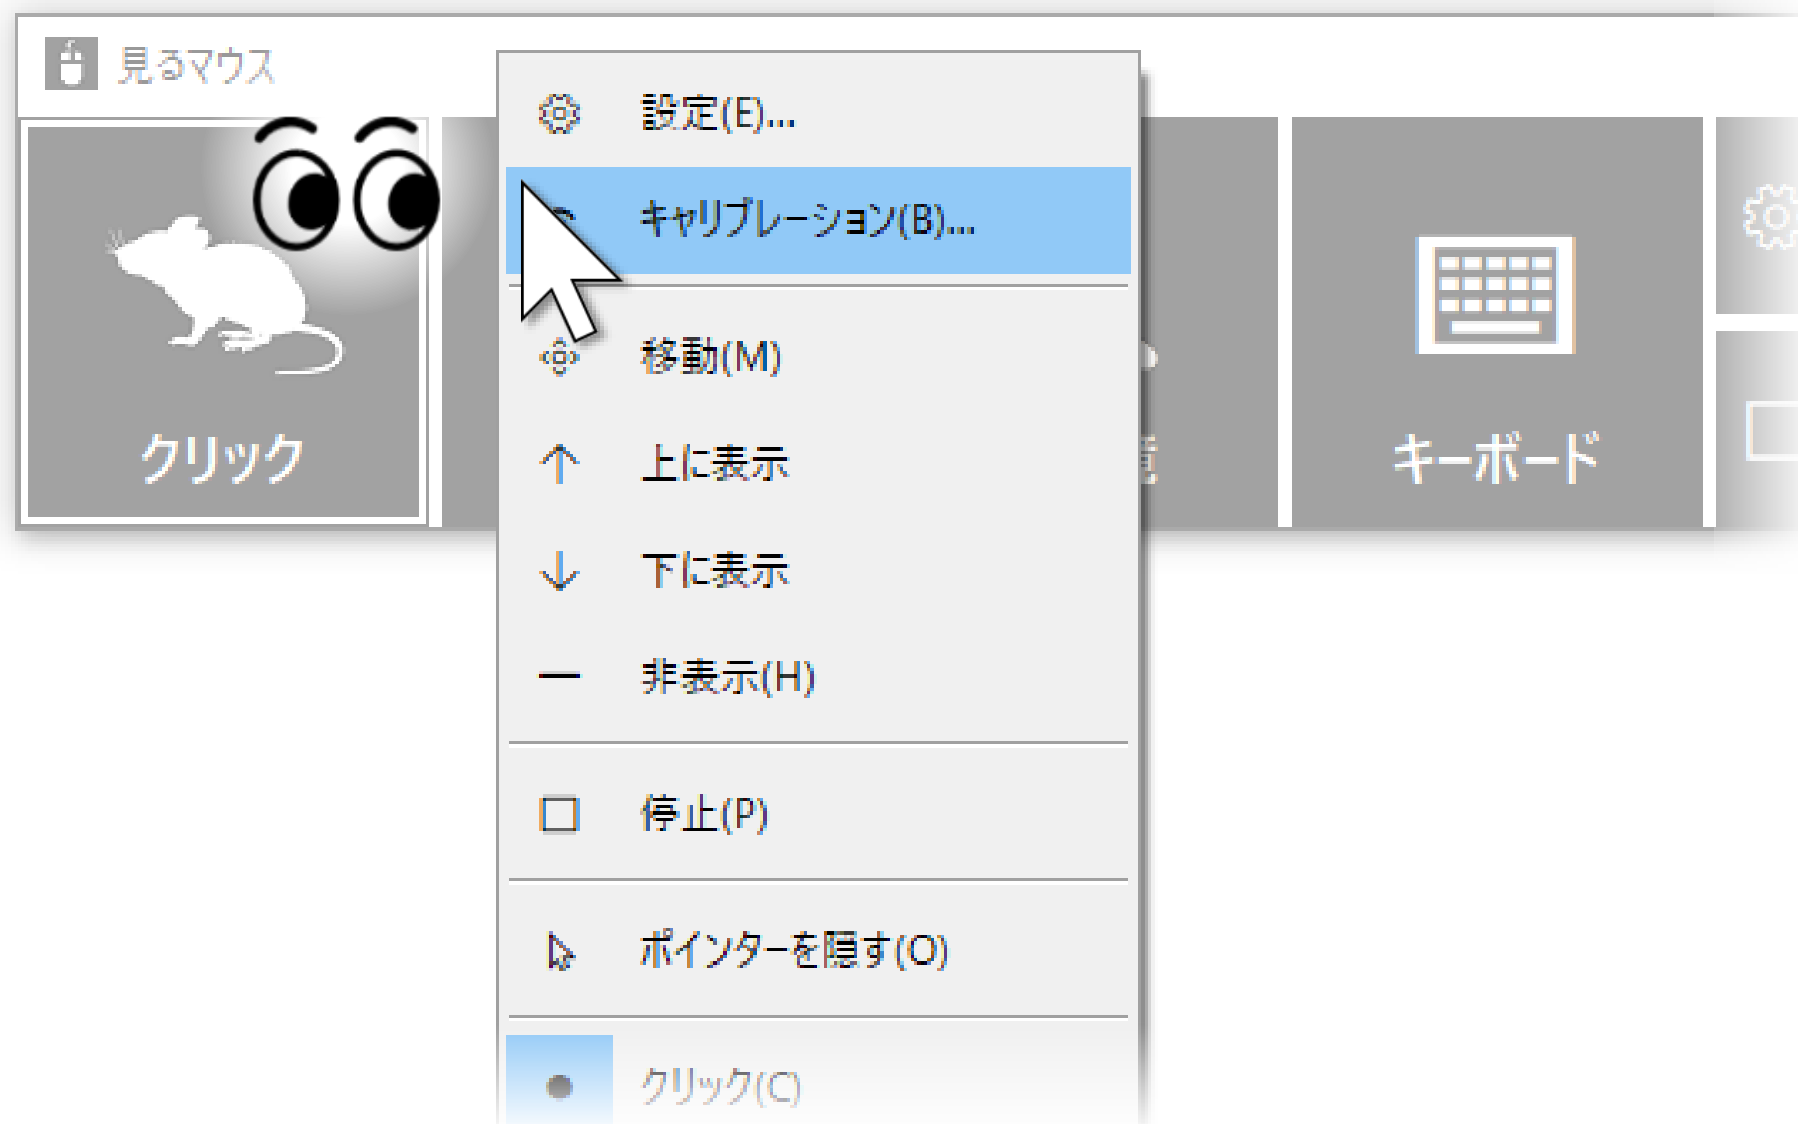 見るマウス
設定(E)...
キャリブレーション(B)...
移動(M)
上に表示
下に表示
非表示(H)
停止(P)
ポインターを隠す(O)
クリック(C)
クリック
キーボード